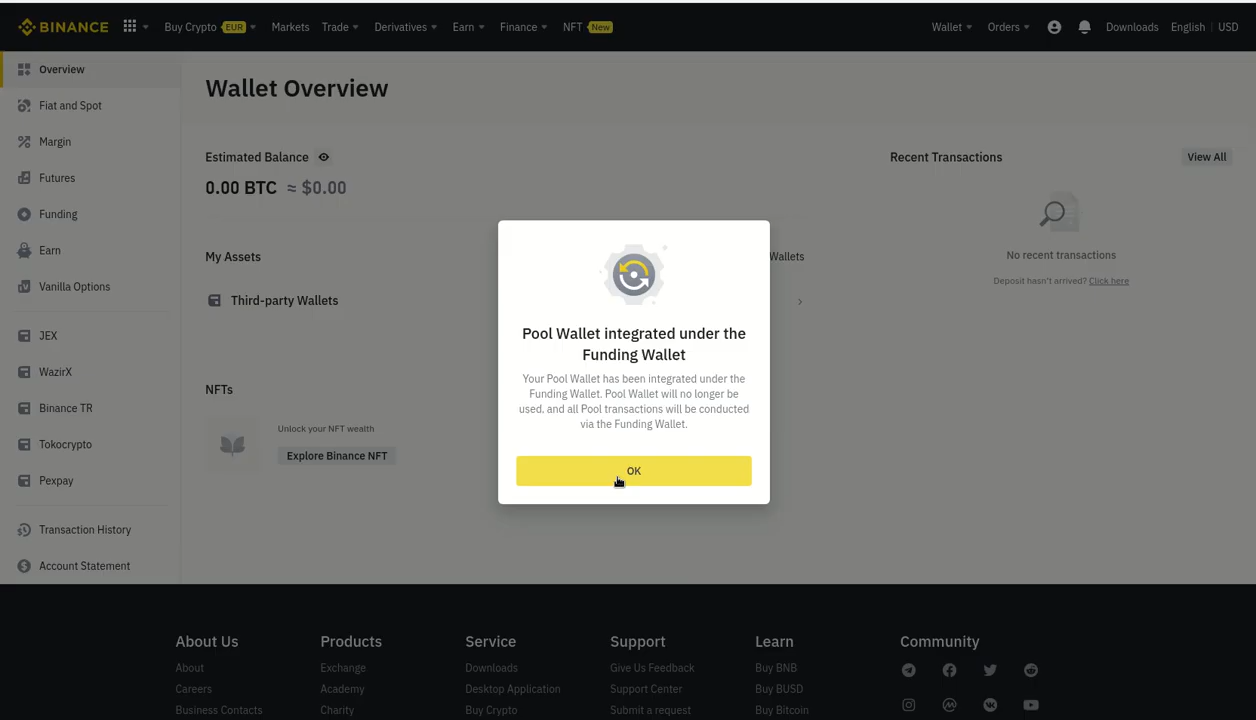 BINANCE
Buy Crypto EUR
Markets
Trade
Derivatives
Earn
Finance
NFT New
Wallet
Orders
Downloads
English | USD
Overview
Fiat and Spot
Margin
Futures
Funding
Earn
Vanilla Options
JEX
WazirX
Binance TR
Tokocrypto
Pexpay
Transaction History
Account Statement
Wallet Overview
Estimated Balance
0.00 BTC ≈ $0.00
My Assets
Wallets
Third-party Wallets
NFTs
Unlock your NFT wealth
Explore Binance NFT
Recent Transactions
View All
No recent transactions
Deposit hasn't arrived? Click here
Pool Wallet integrated under the
Funding Wallet
Your Pool Wallet has been integrated under the
Funding Wallet. Pool Wallet will no longer be
used, and all Pool transactions will be conducted
via the Funding Wallet.
OK
About Us
About
Careers
Business Contacts
Products
Exchange
Academy
Charity
Service
Downloads
Desktop Application
Buy Crypto
Support
Give Us Feedback
Support Center
Submit a request
Learn
Buy BNB
Buy BUSD
Buy Bitcoin
Community